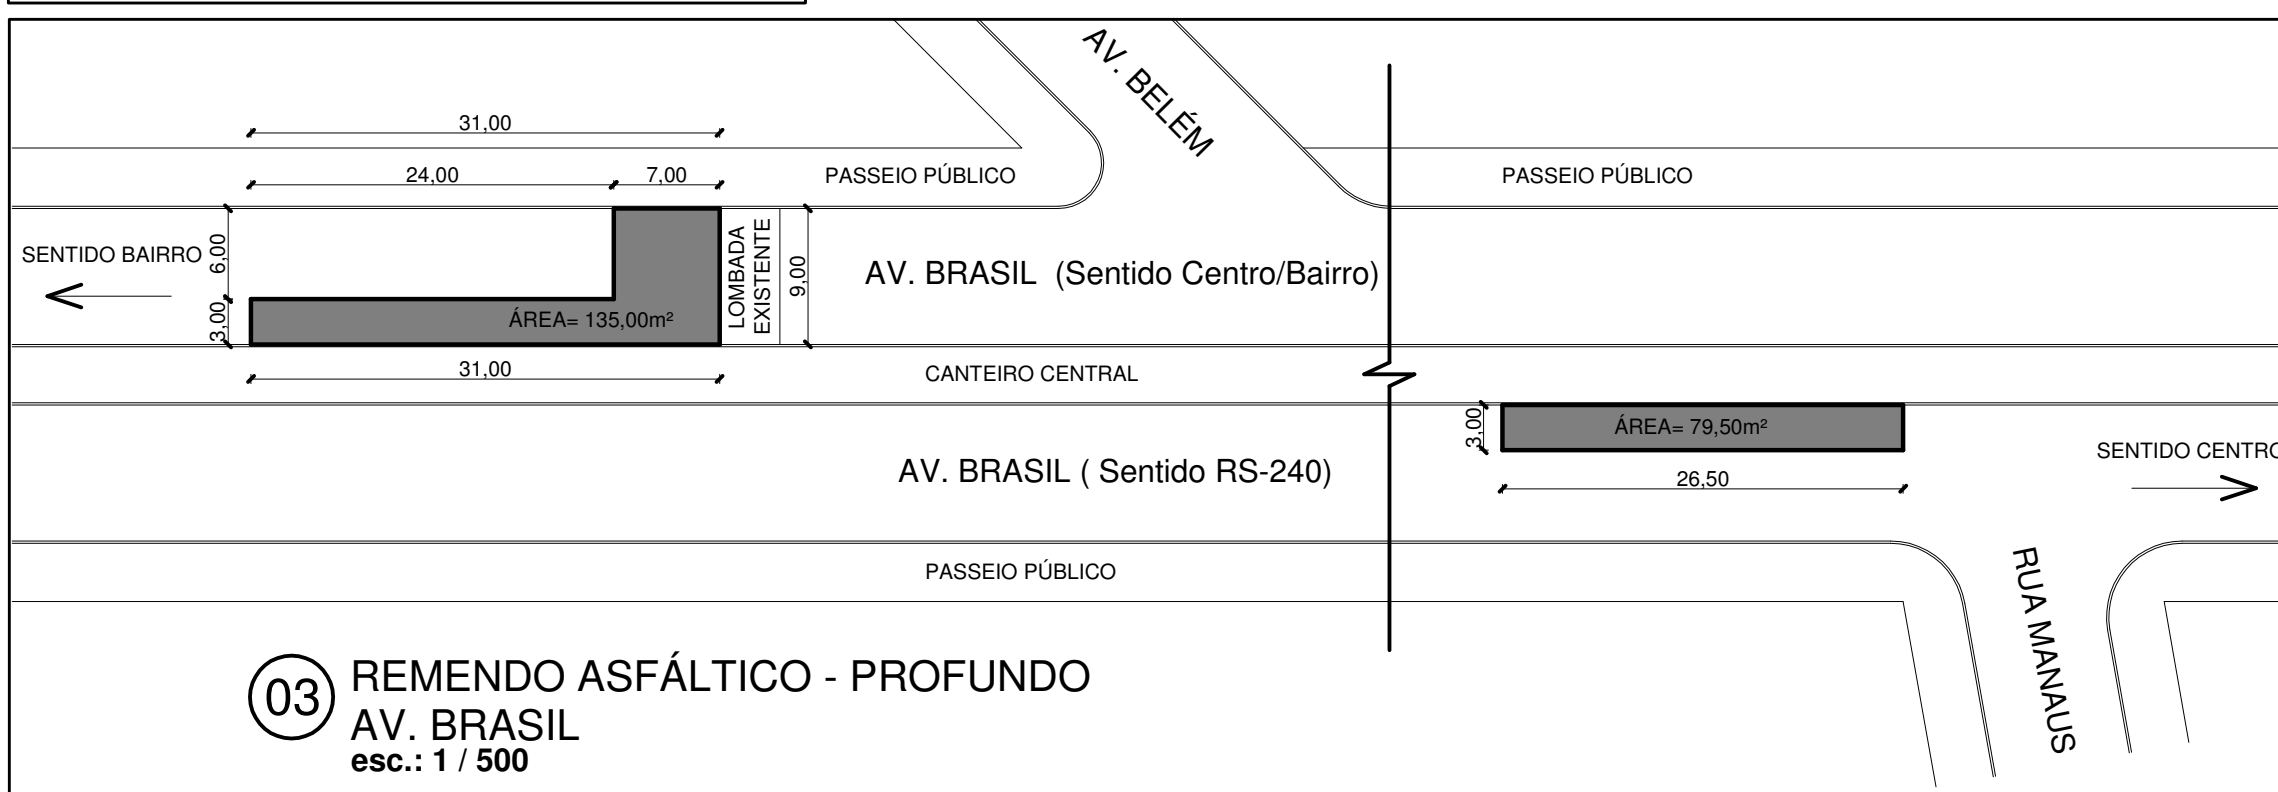 AV. BELÉM
31,00
24,00
7,00
PASSEIO PÚBLICO
PASSEIO PÚBLICO
SENTIDO BAIRRO
6,00
3,00
LOMBADA
EXISTENTE
9,00
AV. BRASIL (Sentido Centro/Bairro)
ÁREA= 135,00m²
31,00
CANTEIRO CENTRAL
3,00
ÁREA= 79,50m²
26,50
SENTIDO CENTRO
AV. BRASIL ( Sentido RS-240)
PASSEIO PÚBLICO
RUA MANAUS
03
REMENDO ASFÁLTICO - PROFUNDO
AV. BRASIL
esc.: 1 / 500